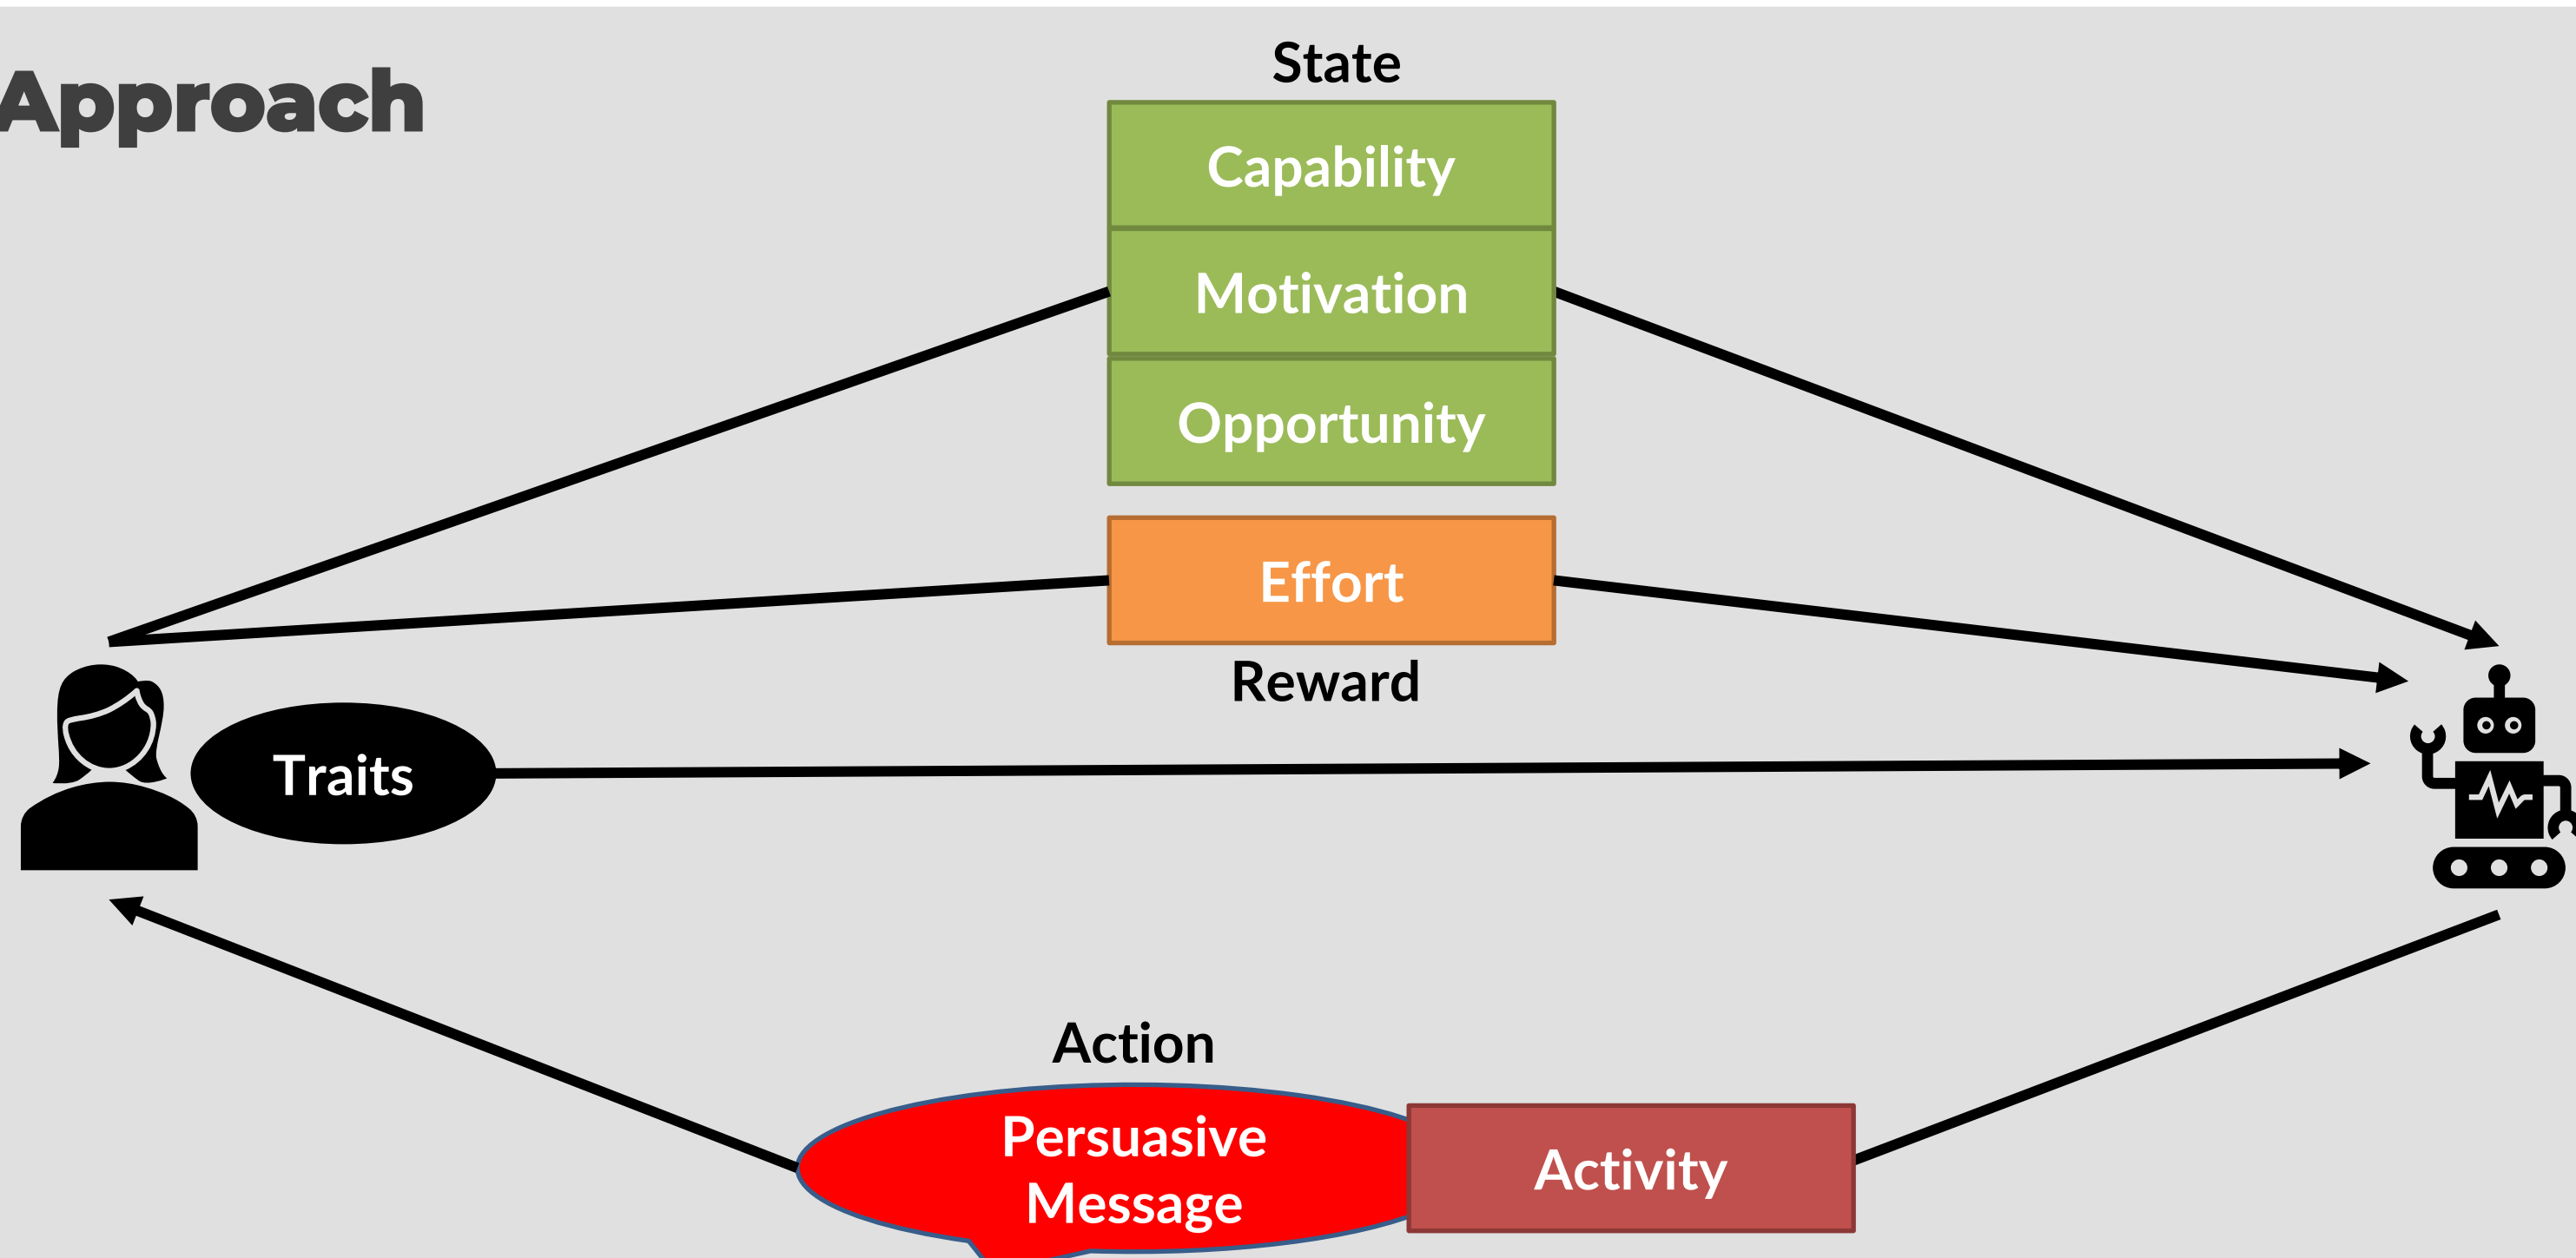 Approach
State
Capability
Motivation
Opportunity
Effort
Reward
Traits
Action
Persuasive
Message
Activity